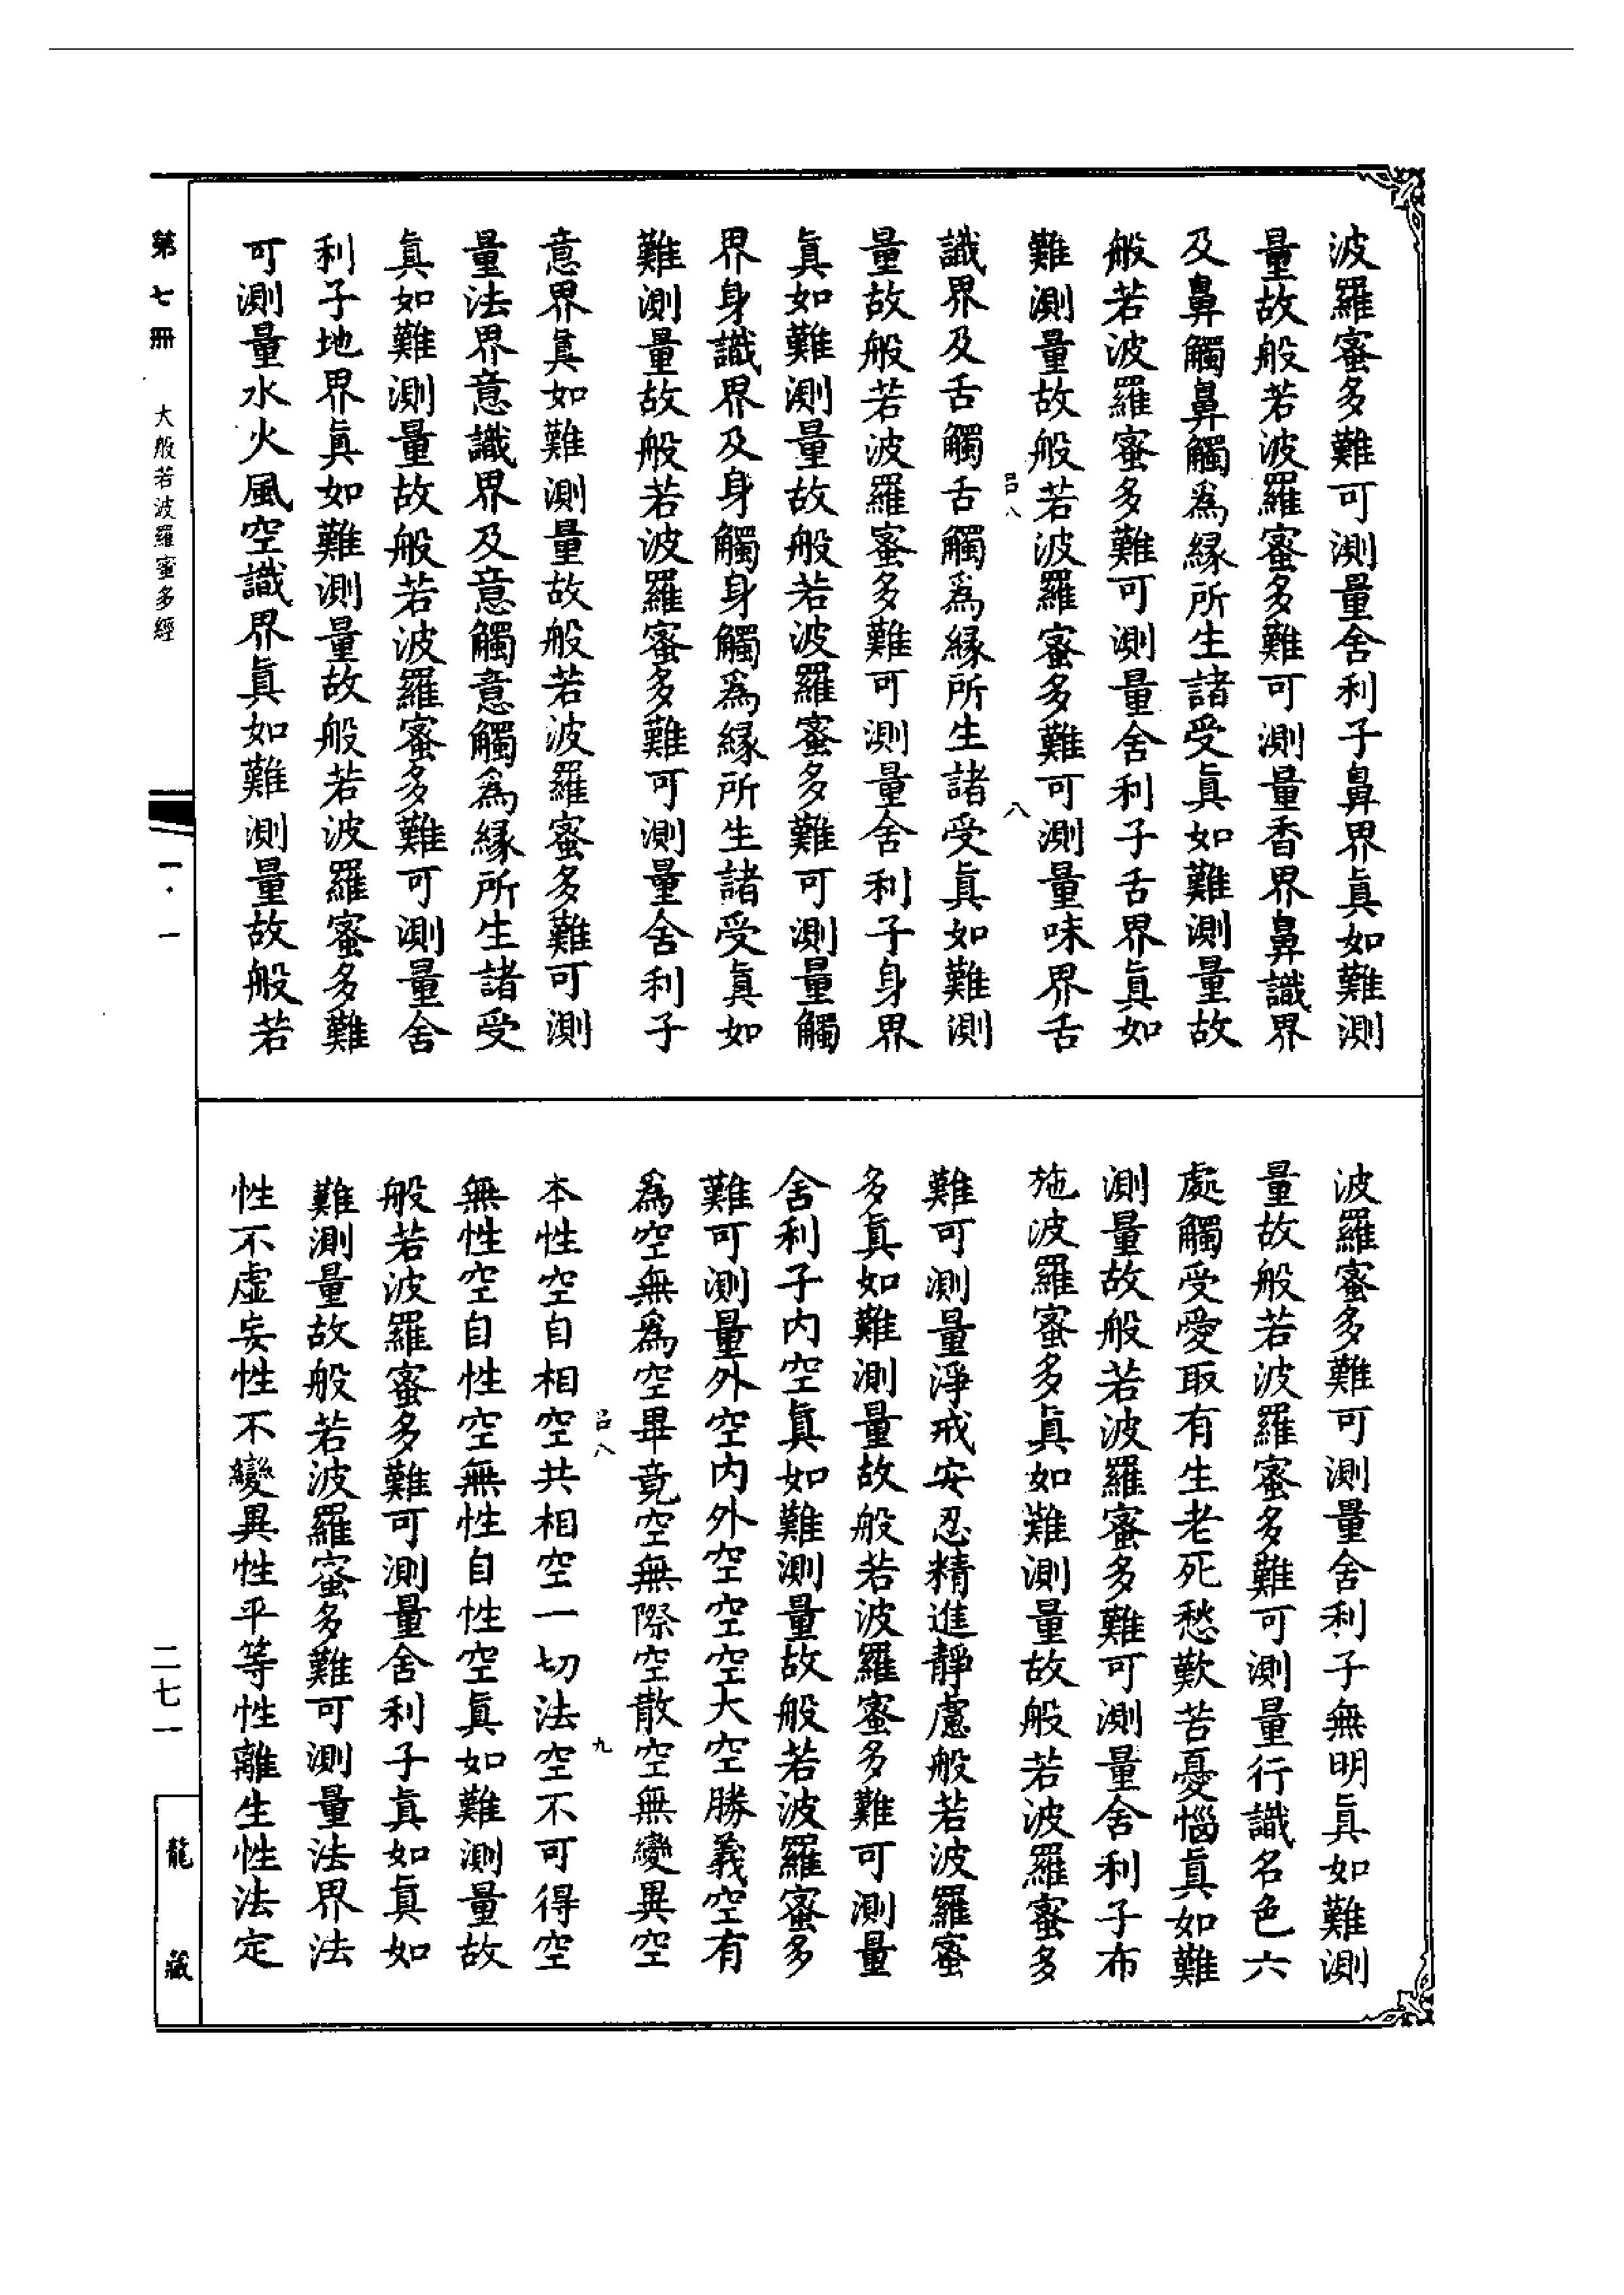 波羅蜜多難可測量舍利子鼻界真如難測
量故般若波羅蜜多難可測量香界鼻識界
及鼻觸鼻觸爲緣所生諸受真如難測量故
般若波羅蜜多難可測量舍利子舌界真如
難測量故般若波羅蜜多難可測量味界舌
呂八
八
識界及舌觸舌觸爲緣所生諸受真如難測
量故般若波羅蜜多難可測量舍利子身界
真如難測量故般若波羅蜜多難可測量觸
界身識界及身觸身觸爲緣所生諸受真如
難測量故般若波羅蜜多難可測量舍利子
意界真如難測量故般若波羅蜜多難可測
量法界意識界及意觸意觸爲緣所生諸受
真如難測量故般若波羅蜜多難可測量舍
利子地界真如難測量故般若波羅蜜多難
可測量水火風空識界真如難測量故般若
波羅蜜多難可測量舍利子無明真如難測
量故般若波羅蜜多難可測量行識名色六
處觸受愛取有生老死愁歎苦憂惱真如難
測量故般若波羅蜜多難可測量舍利子布
施波羅蜜多真如難測量故般若波羅蜜多
難可測量淨戒安忍精進靜慮般若波羅蜜
多真如難測量故般若波羅蜜多難可測量
舍利子內空真如難測量故般若波羅蜜多
難可測量外空內外空空空大空勝義空有
爲空無爲空畢竟空無際空散空無變異空
呂八
九
本性空自相空共相空一切法空不可得空
無性空自性空無性自性空真如難測量故
般若波羅蜜多難可測量舍利子真如真如
難測量故般若波羅蜜多難可測量法界法
性不虛妄性不變異性平等性離生性法定
第七冊
大般若波羅蜜多經
一·一
二七一
龍藏